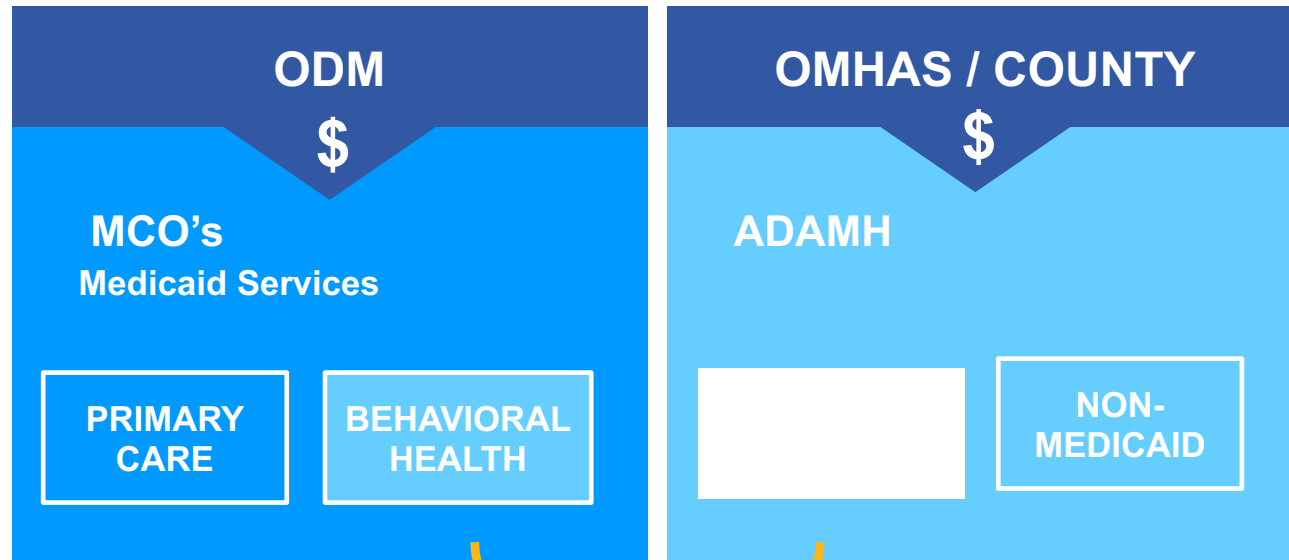 ODM
$
MCO’s
Medicaid Services
PRIMARY
CARE
BEHAVIORAL
HEALTH
OMHAS / COUNTY
$
ADAMH
NON-
MEDICAID